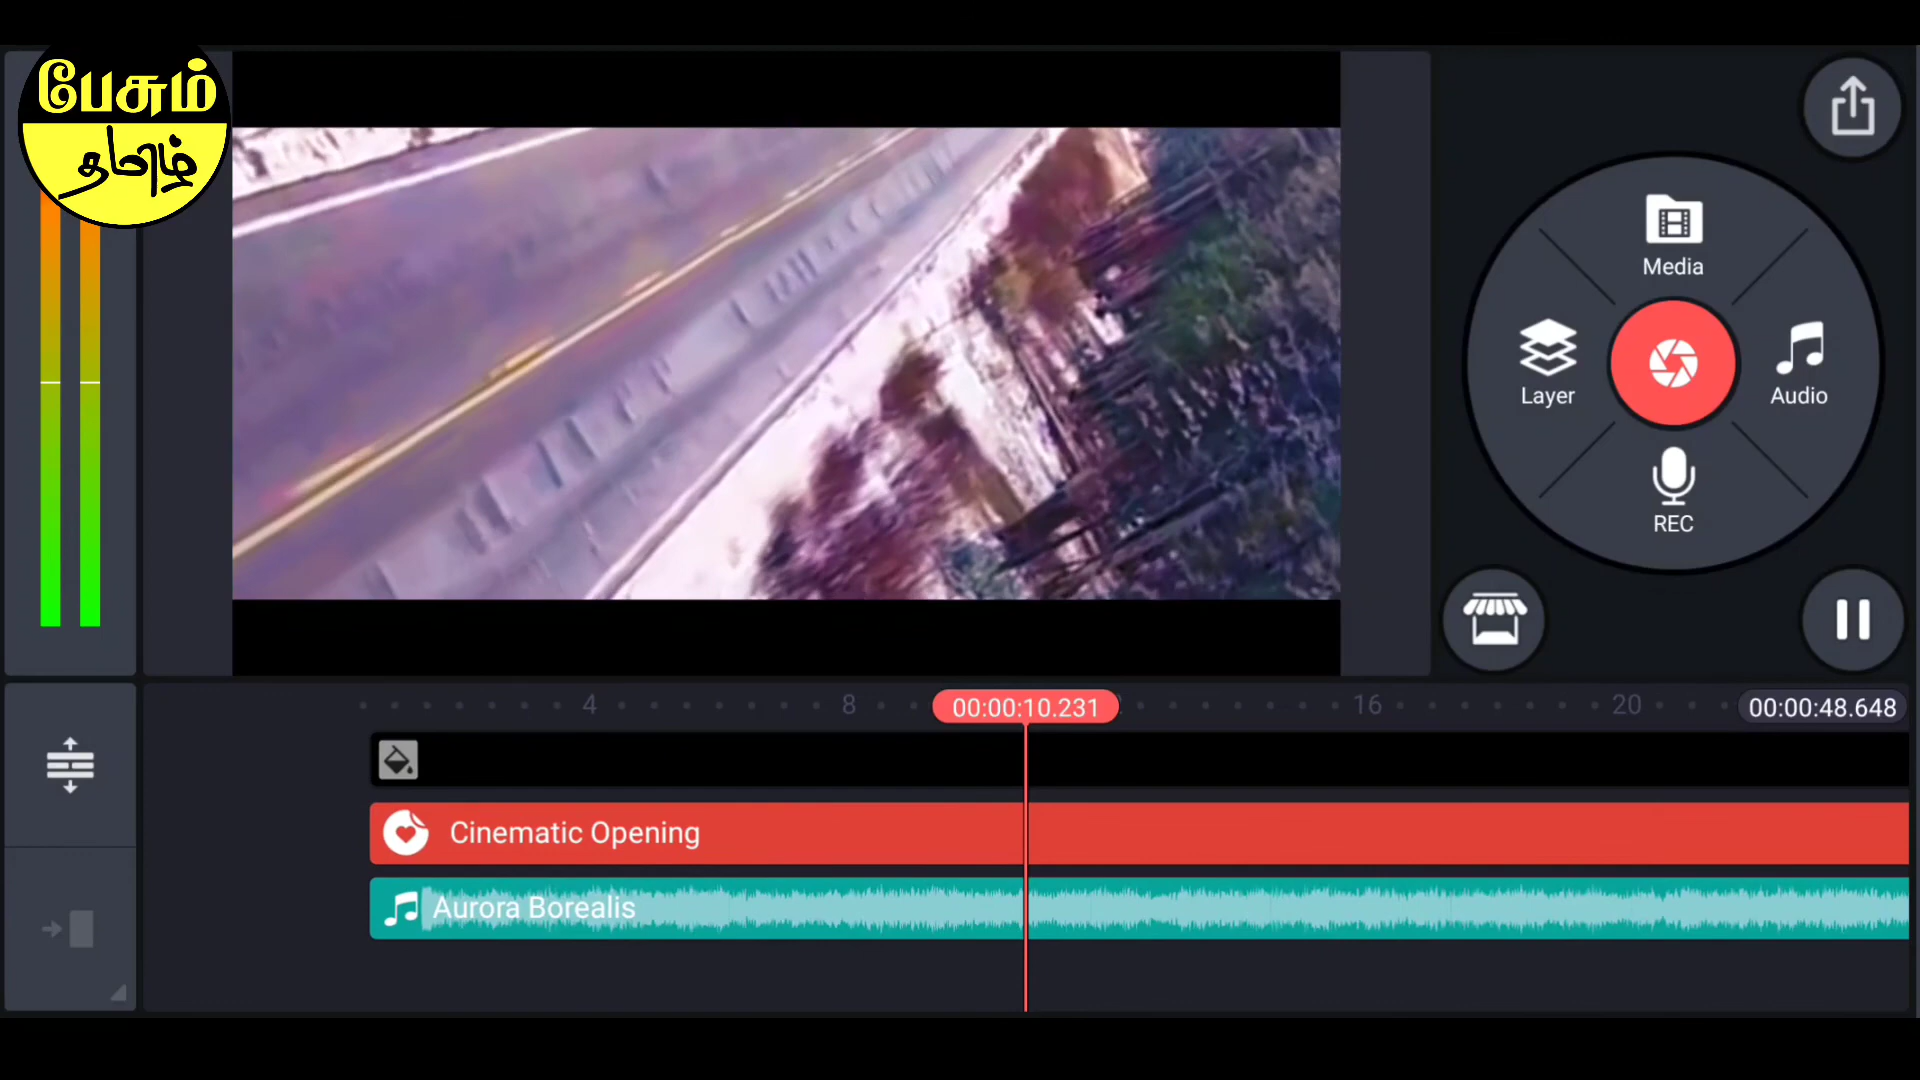 பேசும்
தமிழ்
Media
Layer
Audio
REC
4
8
00:00:10.231
16
20
00:00:48.648
Cinematic Opening
Aurora Borealis